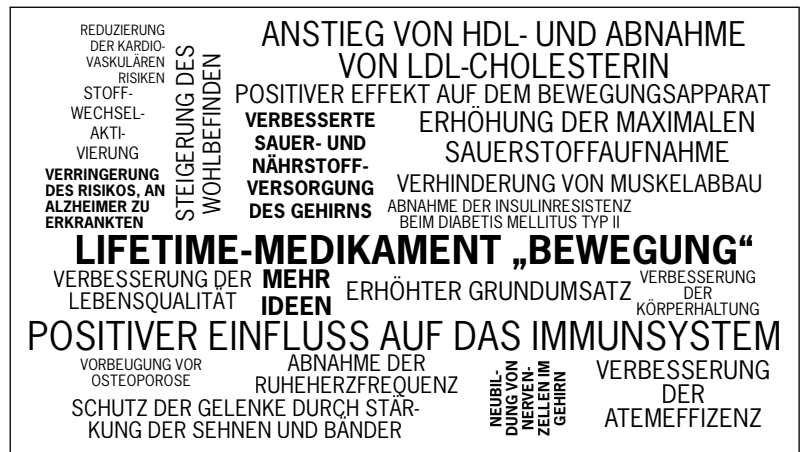 REDUZIERUNG
DER KARDIO-
VASKULÄREN
RISIKEN
STOFF-
WECHSEL-
AKTI-
VIERUNG
VERRINGERUNG
DES RISIKOS, AN
ALZHEIMER ZU
ERKRANKTEN
STEIGERUNG DES
WOHLBEFINDEN
ANSTIEG VON HDL- UND ABNAHME
VON LDL-CHOLESTERIN
POSITIVER EFFEKT AUF DEM BEWEGUNGSAPPARAT
VERBESSERTE
SAUER- UND
NÄHRSTOFF-
VERSORGUNG
DES GEHIRNS
ERHÖHUNG DER MAXIMALEN
SAUERSTOFFAUFNAHME
VERHINDERUNG VON MUSKELABBAU
ABNAHME DER INSULINRESISTENZ
BEIM DIABETIS MELLITUS TYP II
LIFETIME-MEDIKAMENT „BEWEGUNG“
VERBESSERUNG DER
LEBENSQUALITÄT
MEHR
IDEEN
ERHÖHTER GRUNDUMSATZ
VERBESSERUNG
DER
KÖRPERHALTUNG
POSITIVER EINFLUSS AUF DAS IMMUNSYSTEM
VORBEUGUNG VOR
OSTEOPOROSE
ABNAHME DER
RUHEHERZFREQUENZ
SCHUTZ DER GELENKE DURCH STÄR-
KUNG DER SEHNEN UND BÄNDER
NEUBIL-
DUNG VON
NERVEN-
ZELLEN IM
GEHIRN
VERBESSERUNG
DER
ATEMEFFIZENZ